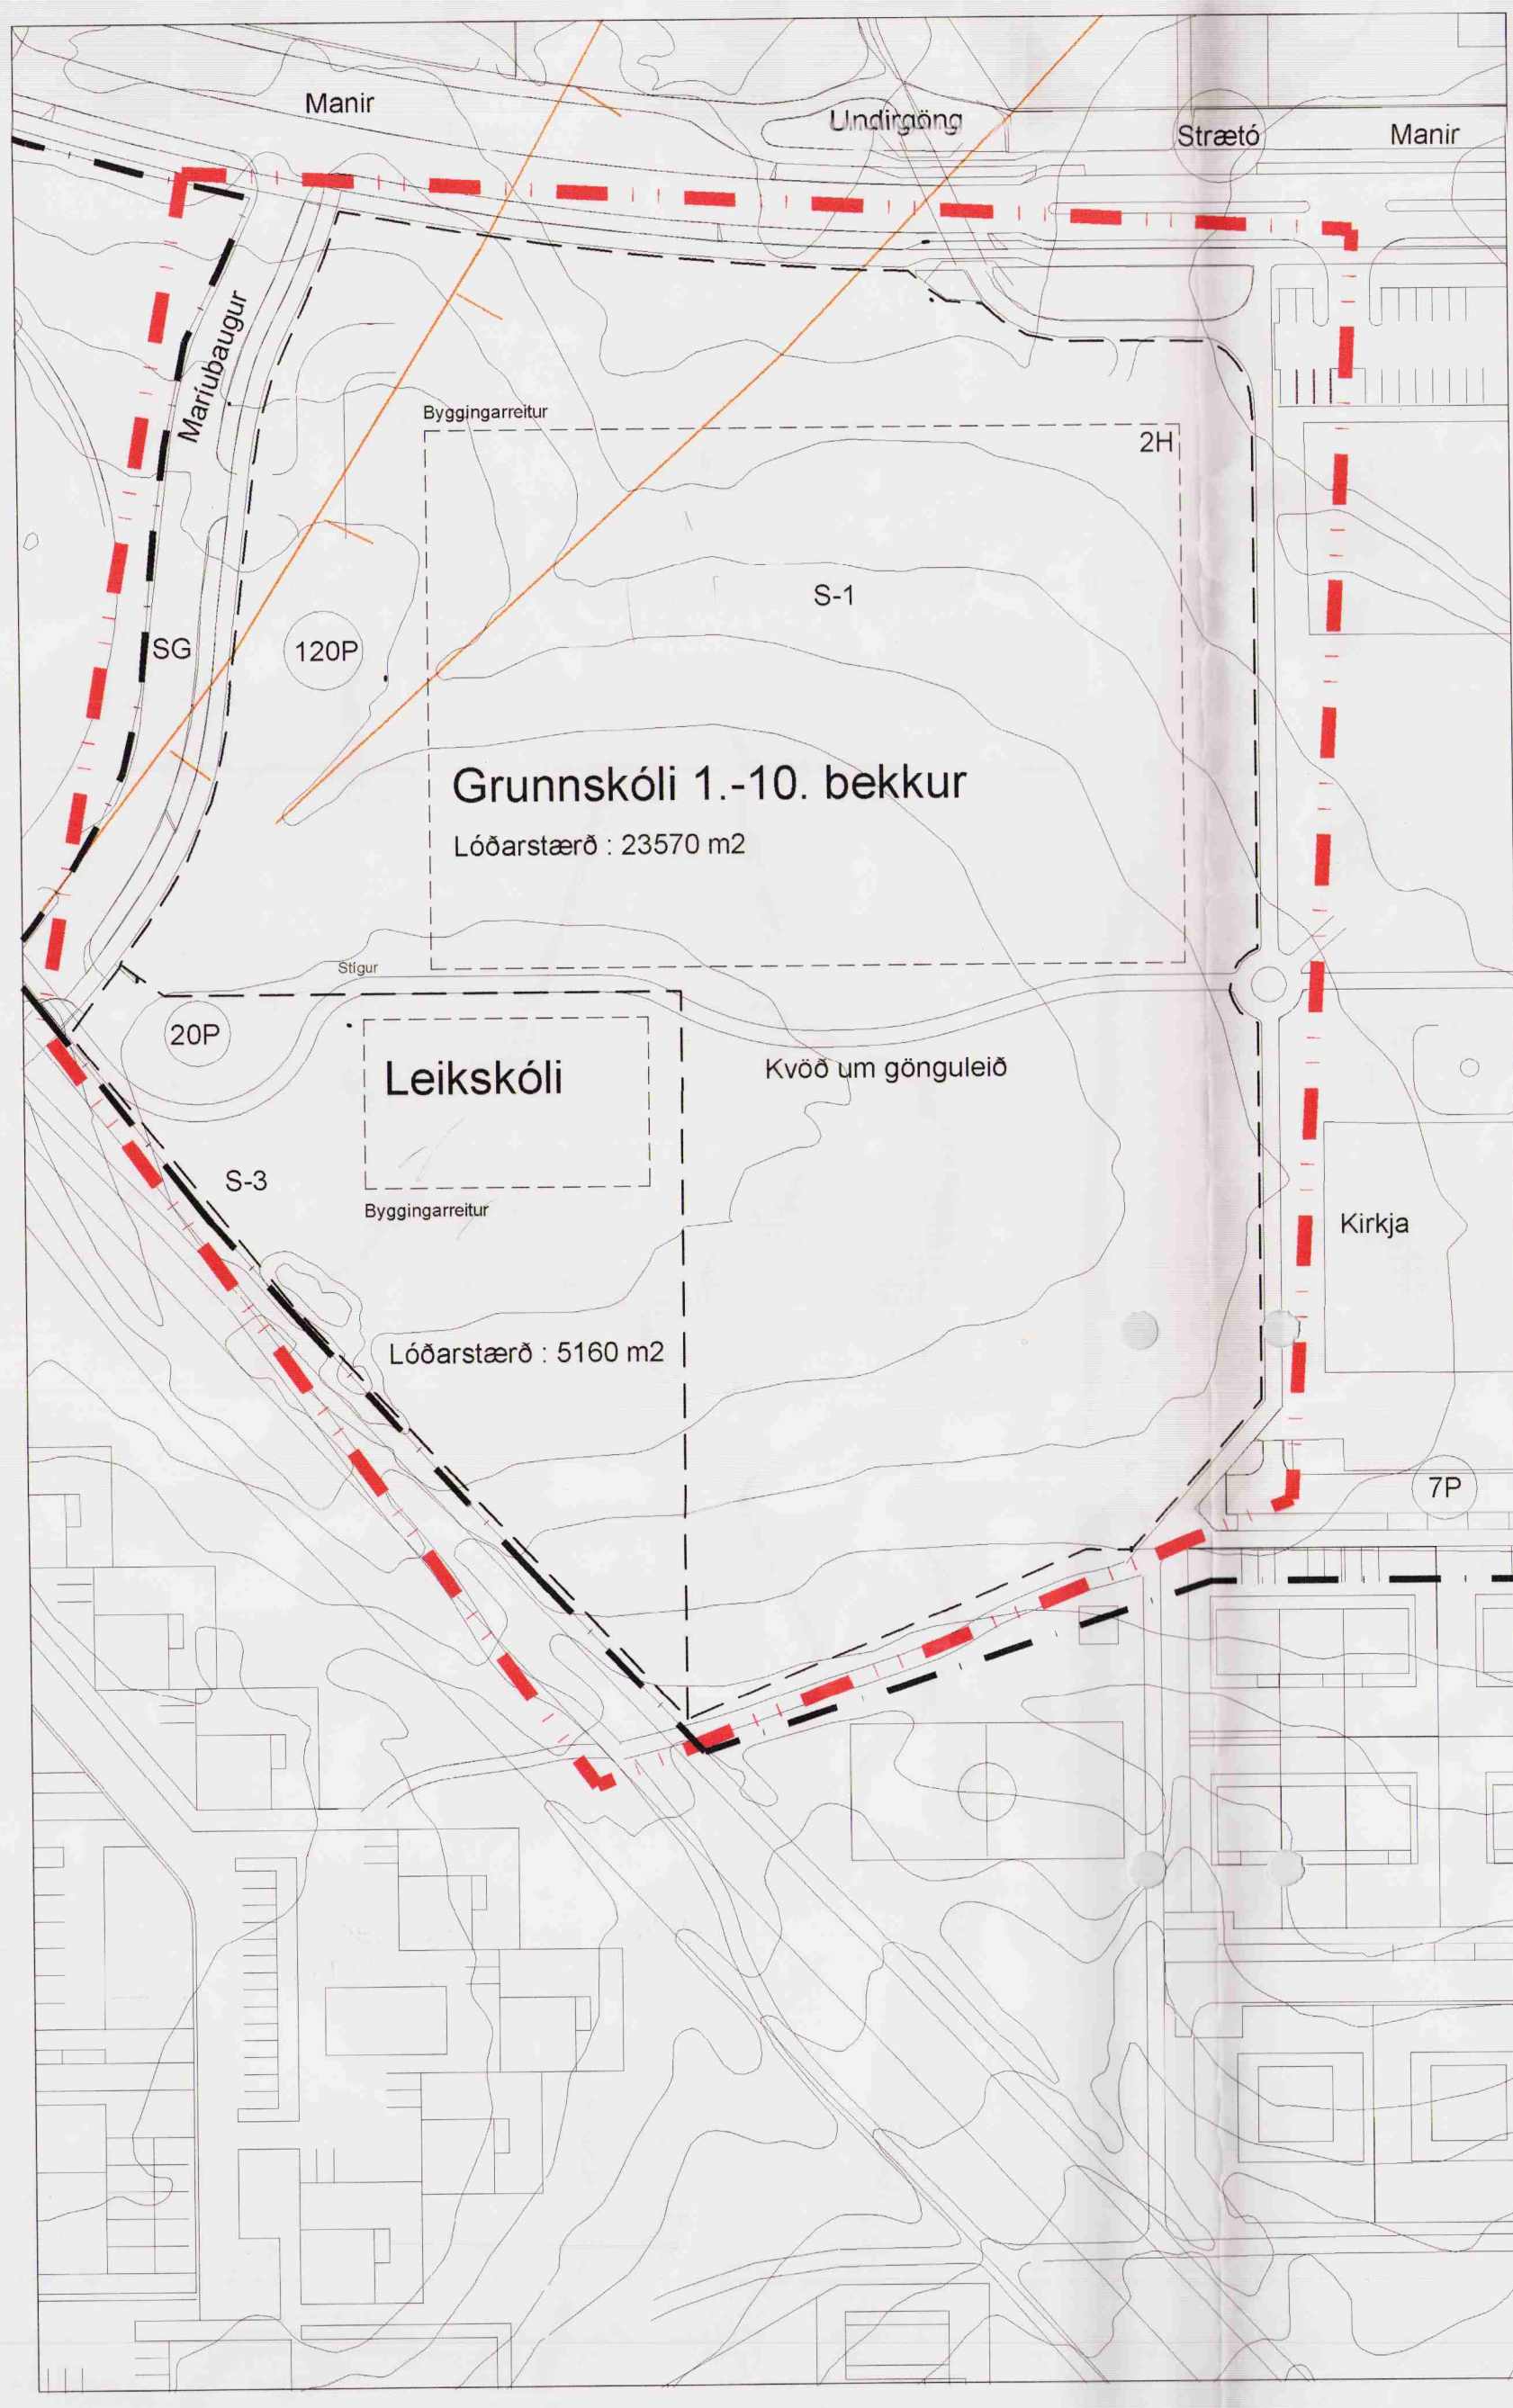 Manir
Undirgöng
Strætó
Manir
Maríubaugur
Byggingarreitur
2H
S-1
SG
120P
Grunnskóli 1.-10. bekkur
Lóðarstærð : 23570 m2
Stígur
20P
Leikskóli
Kvöð um gönguleið
S-3
Byggingarreitur
Kirkja
Lóðarstærð : 5160 m2
7P